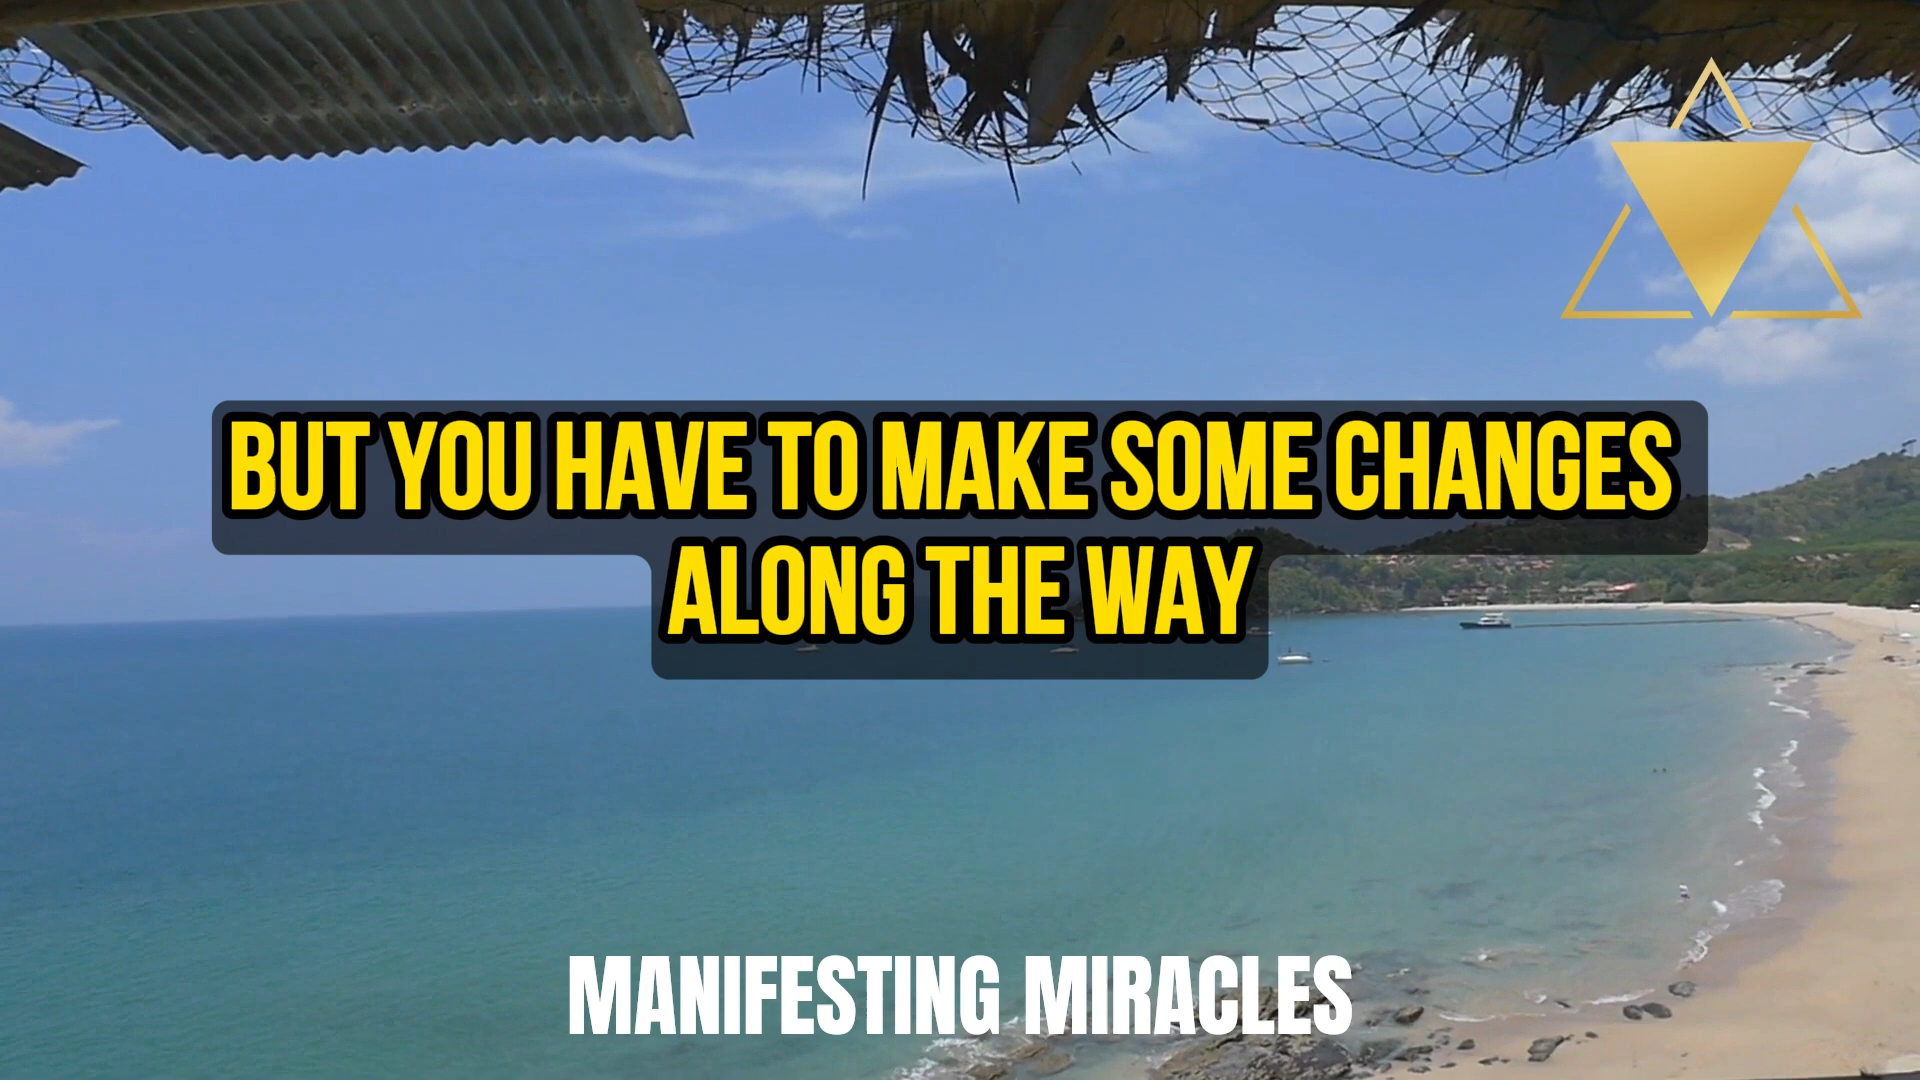 BUT YOU HAVE TO MAKE SOME CHANGES
ALONG THE WAY
MANIFESTING MIRACLES